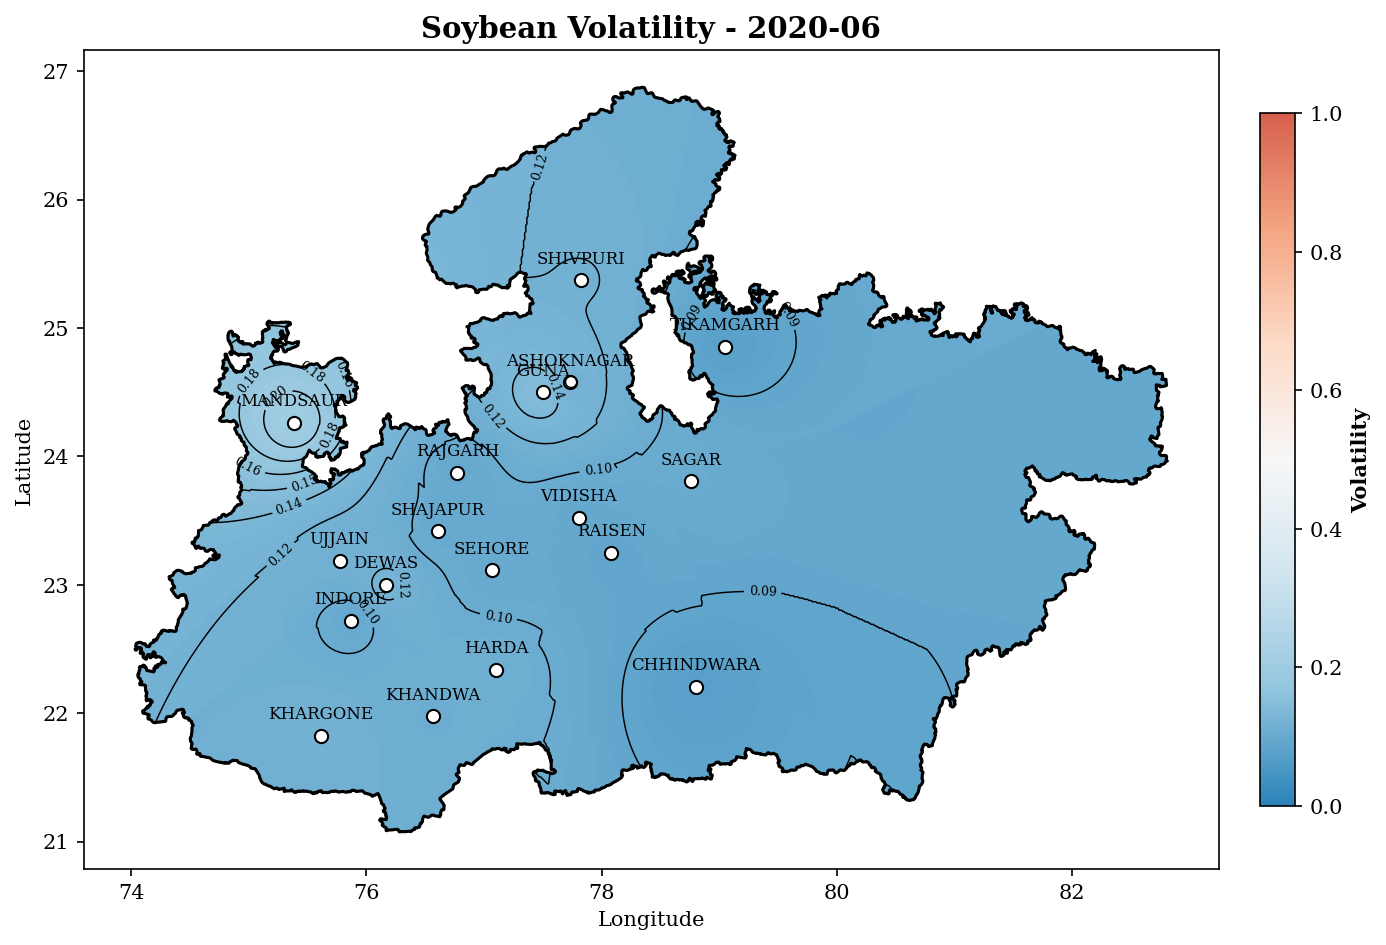 Soybean Volatility - 2020-06
27
26
25
24
23
22
21
Latitude
74
76
78
80
82
Longitude
1.0
0.8
0.6
0.4
0.2
0.0
Volatility
0.12
SHIVPURI
0.09
0.09
TIKAMGARH
ASHOKNAGAR
GUNA
0.14
0.12
0.18
0.18
0.20
MANDSAUR
0.18
0.16
0.15
0.14
RAJGARH
0.10
SAGAR
VIDISHA
SHAJAPUR
RAISEN
UJJAIN
SEHORE
0.12
DEWAS
0.12
INDORE
0.10
0.10
0.09
HARDA
CHHINDWARA
KHANDWA
KHARGONE